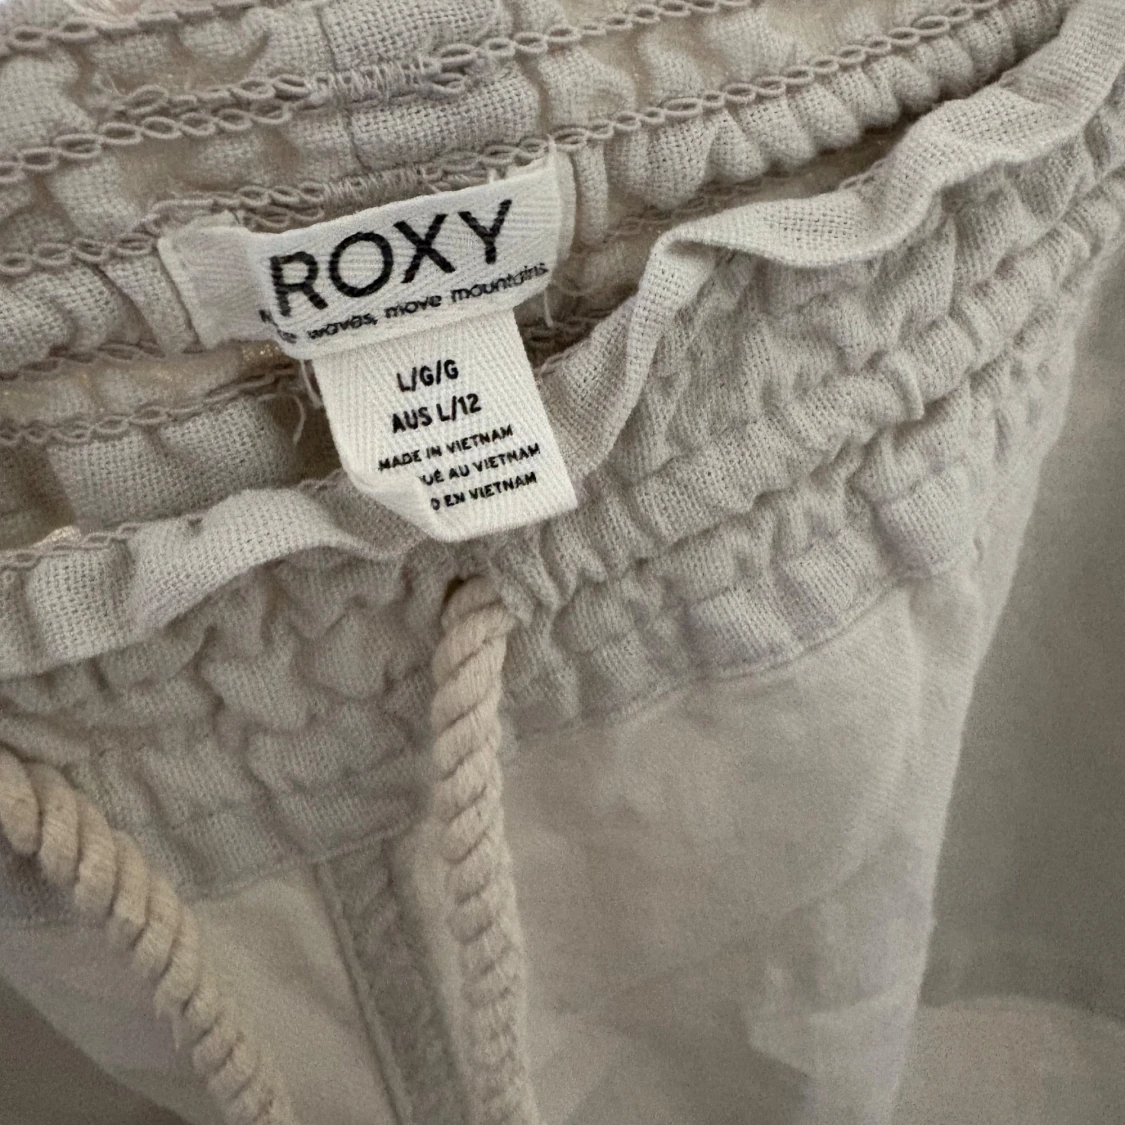 ROXY
waves, move mountains
L/G/G
AUS L/12
MADE IN VIETNAM
AU VIETNAM
EN VIETNAM